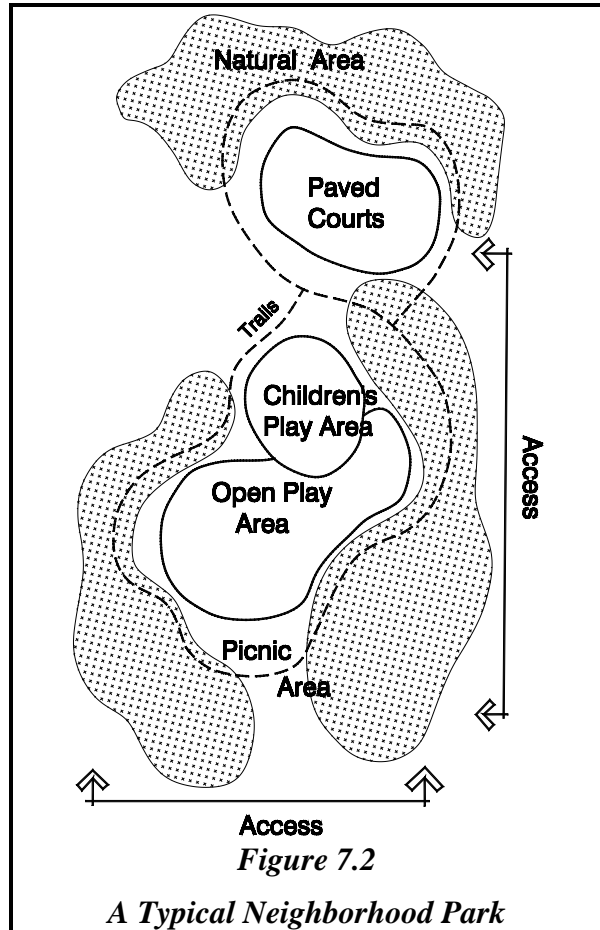 Natural Area
Paved
Courts
Trails
Children's
Play Area
Open Play
Area
Picnic
Area
Access
Access
Figure 7.2
A Typical Neighborhood Park